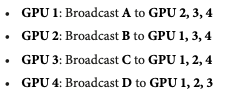 • GPU 1: Broadcast A to GPU 2, 3, 4
• GPU 2: Broadcast B to GPU 1, 3, 4
• GPU 3: Broadcast C to GPU 1, 2, 4
• GPU 4: Broadcast D to GPU 1, 2, 3